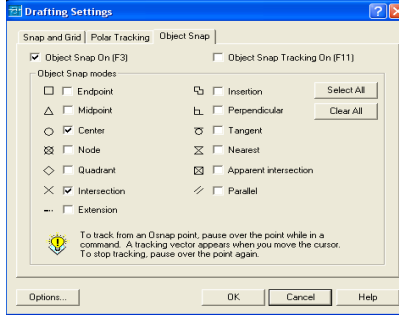 Drafting Settings
Snap and Grid Polar Tracking Object Snap
Object Snap On (F3) Object Snap Tracking On (F11)
Object Snap modes
Endpoint Insertion Select All
Midpoint Perpendicular Clear All
Center Tangent
Node Nearest
Quadrant Apparent intersection
Intersection Parallel
Extension
To track from an Osnap point, pause over the point while in a
command. A tracking vector appears when you move the cursor.
To stop tracking, pause over the point again.
Options... OK Cancel Help